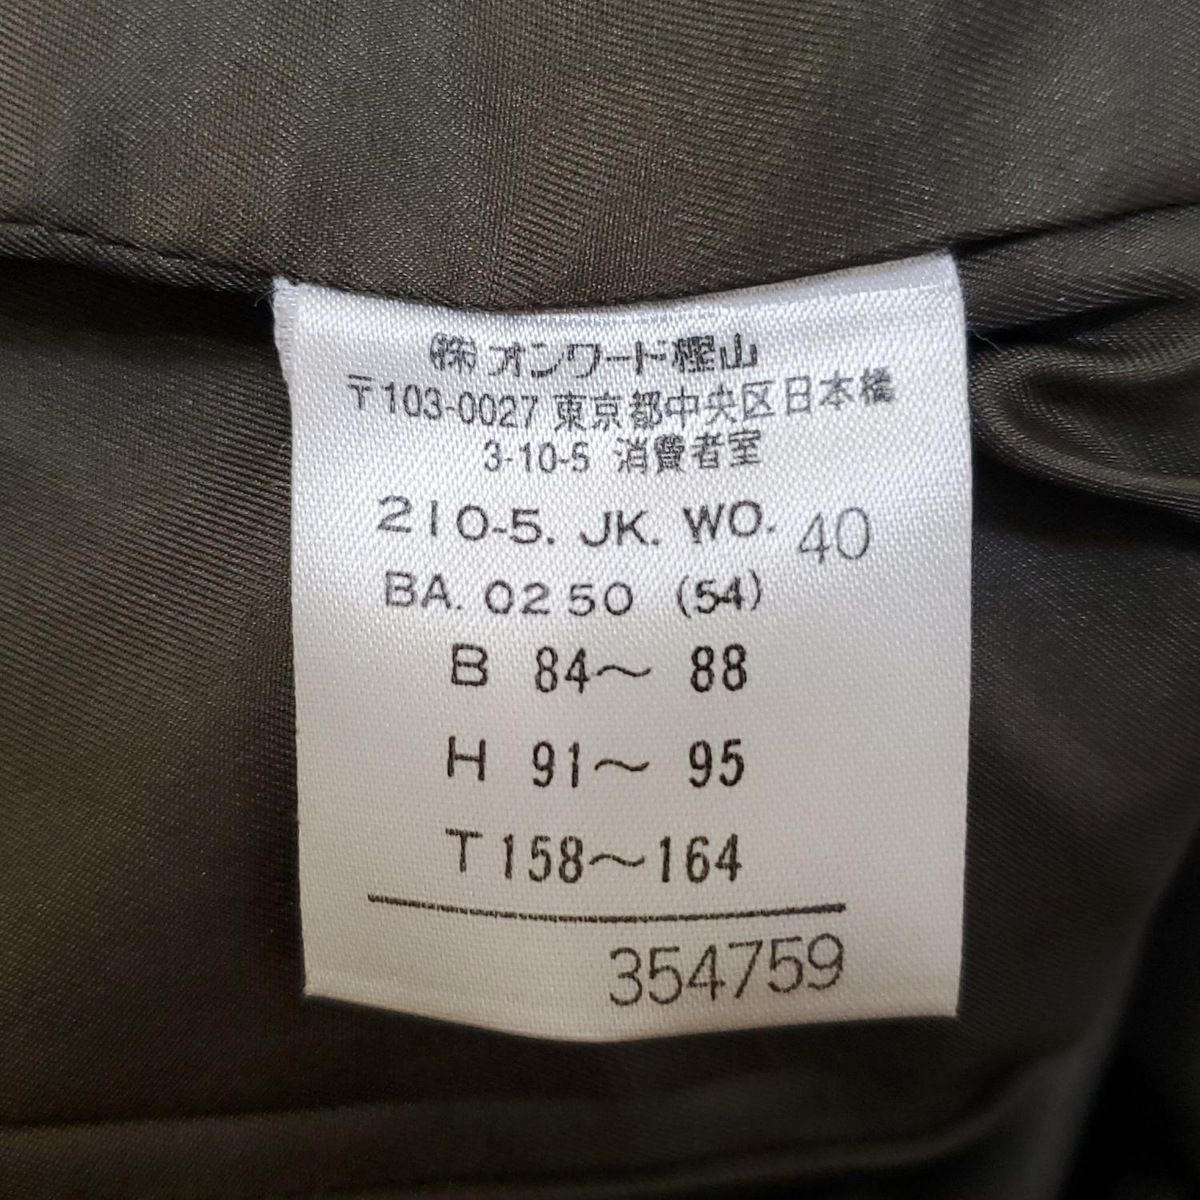 ㈱オンワード樫山
〒103-0027 東京都中央区日本橋
3-10-5 消費者室
210-5. JK. WO. 40
BA. 0250 (54)
B 84～ 88
H 91～ 95
T 158～164
354759